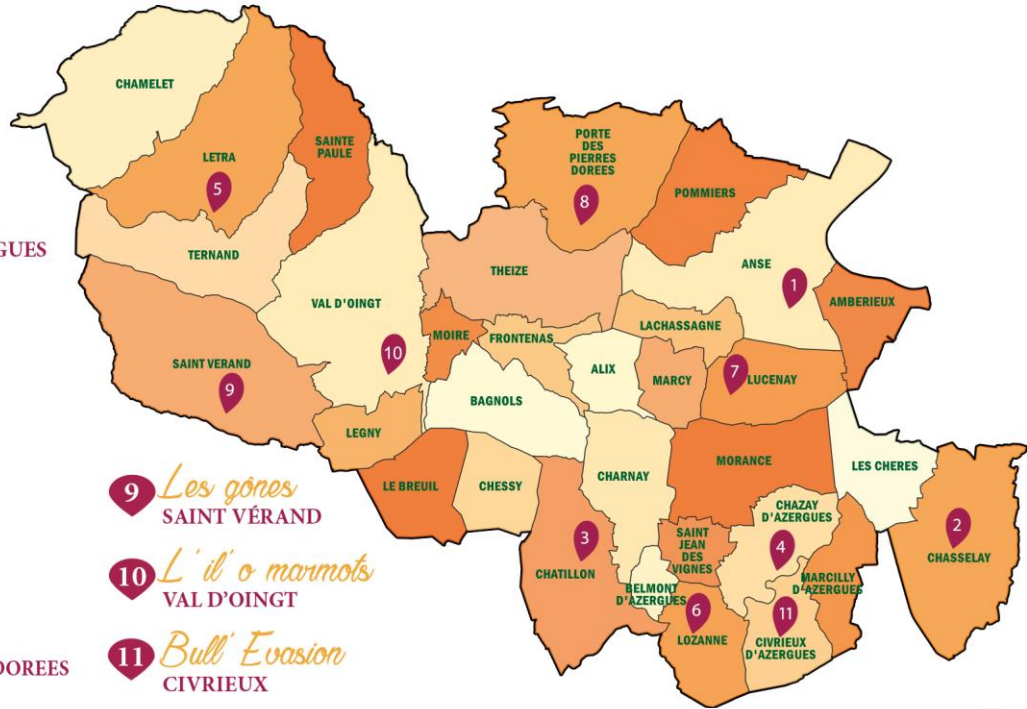 CHAMELET
LETRA
5
SAINTE
PAULE
PORTE
DES
PIERRES
DOREES
8
POMMIERS
GUES
TERNAND
THEIZE
ANSE
1
VAL D'OINGT
10
AMBERIEUX
MOIRE
FRONTENAS
LACHASSAGNE
SAINT VERAND
9
ALIX
MARCY
7
LUCENAY
BAGNOLS
LEGNY
LE BREUIL
CHESSY
CHARNAY
MORANCE
LES CHERES
CHAZAY
D'AZERGUES
4
2
CHASSELAY
3
CHATILLON
SAINT
JEAN
DES
VIGNES
BELMONT
D'AZERGUES
MARCILLY
D'AZERGUES
6
LOZANNE
11
CIVRIEUX
D'AZERGUES
9 Les gônes
SAINT VÉRAND
10 L' il' o marmots
VAL D'OINGT
DOREES
11 Bull' Evasion
CIVRIEUX